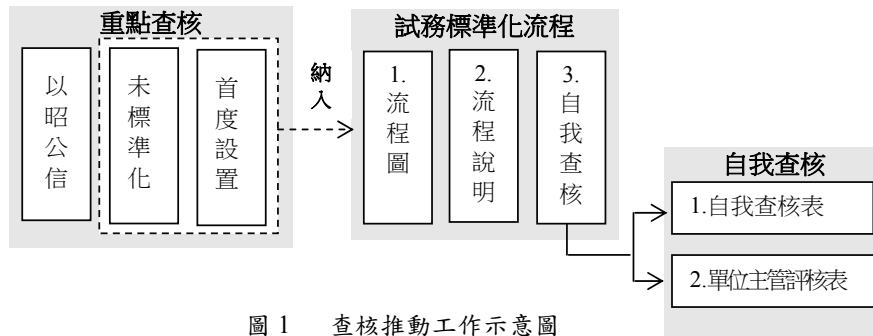 重點查核
以昭公信
未標準化
首度設置
納入
試務標準化流程
1.流程圖
2.流程說明
3.自我查核
自我查核
1.自我查核表
2.單位主管評核表
圖 1 查核推動工作示意圖